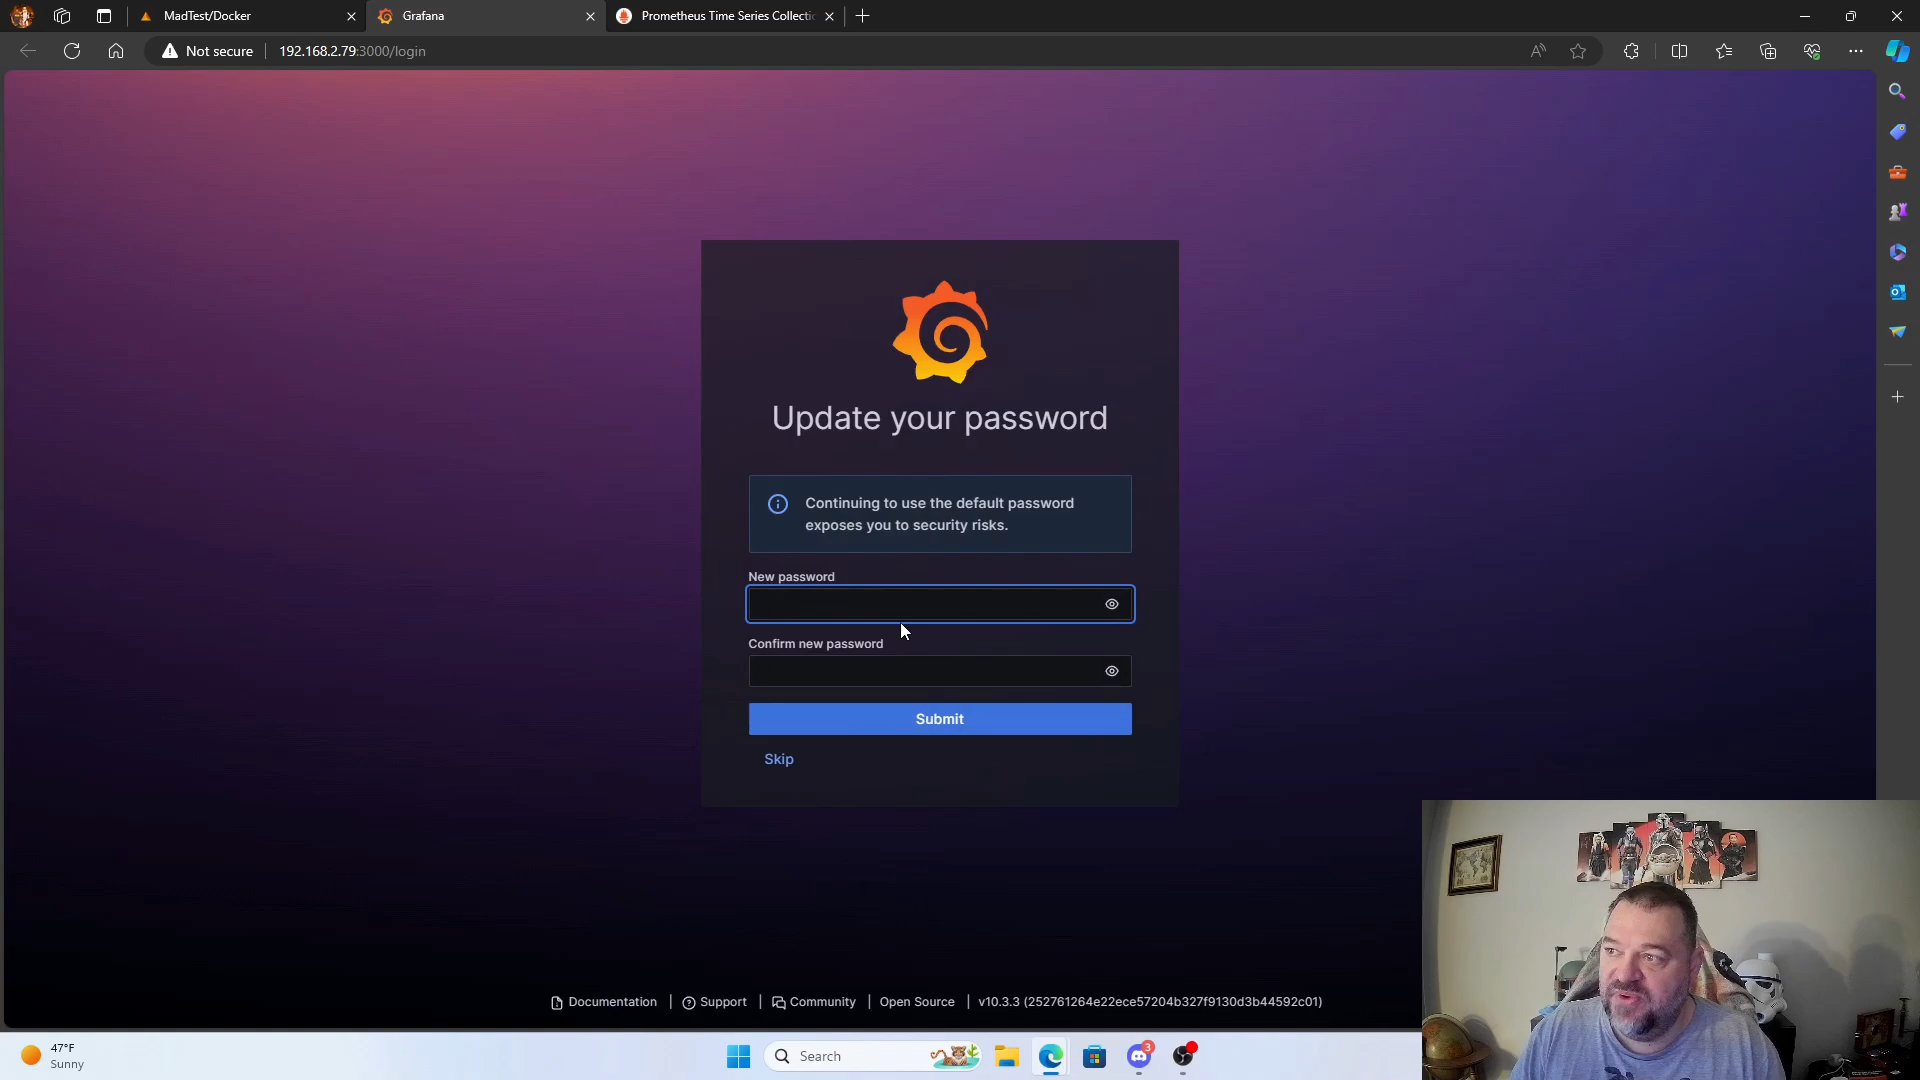 MadTest/Docker
Grafana
Prometheus Time Series Collecti
Not secure
192.168.2.79:3000/login
Update your password
Continuing to use the default password
exposes you to security risks.
New password
Confirm new password
Submit
Skip
Documentation
Support
Community
Open Source
v10.3.3 (252761264e22ece57204b327f9130d3b44592c01)
47°F
Sunny
Search
3